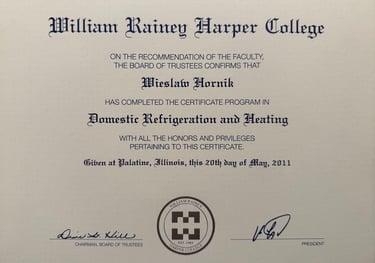 William Rainey Harper College
ON THE RECOMMENDATION OF THE FACULTY,
THE BOARD OF TRUSTEES CONFIRMS THAT
Wieslaw Hornik
HAS COMPLETED THE CERTIFICATE PROGRAM IN
Domestic Refrigeration and Heating
WITH ALL THE HONORS AND PRIVILEGES
PERTAINING TO THIS CERTIFICATE.
Given at Palatine, Illinois, this 20th day of May, 2011
CHAIRMAN, BOARD OF TRUSTEES
PRESIDENT